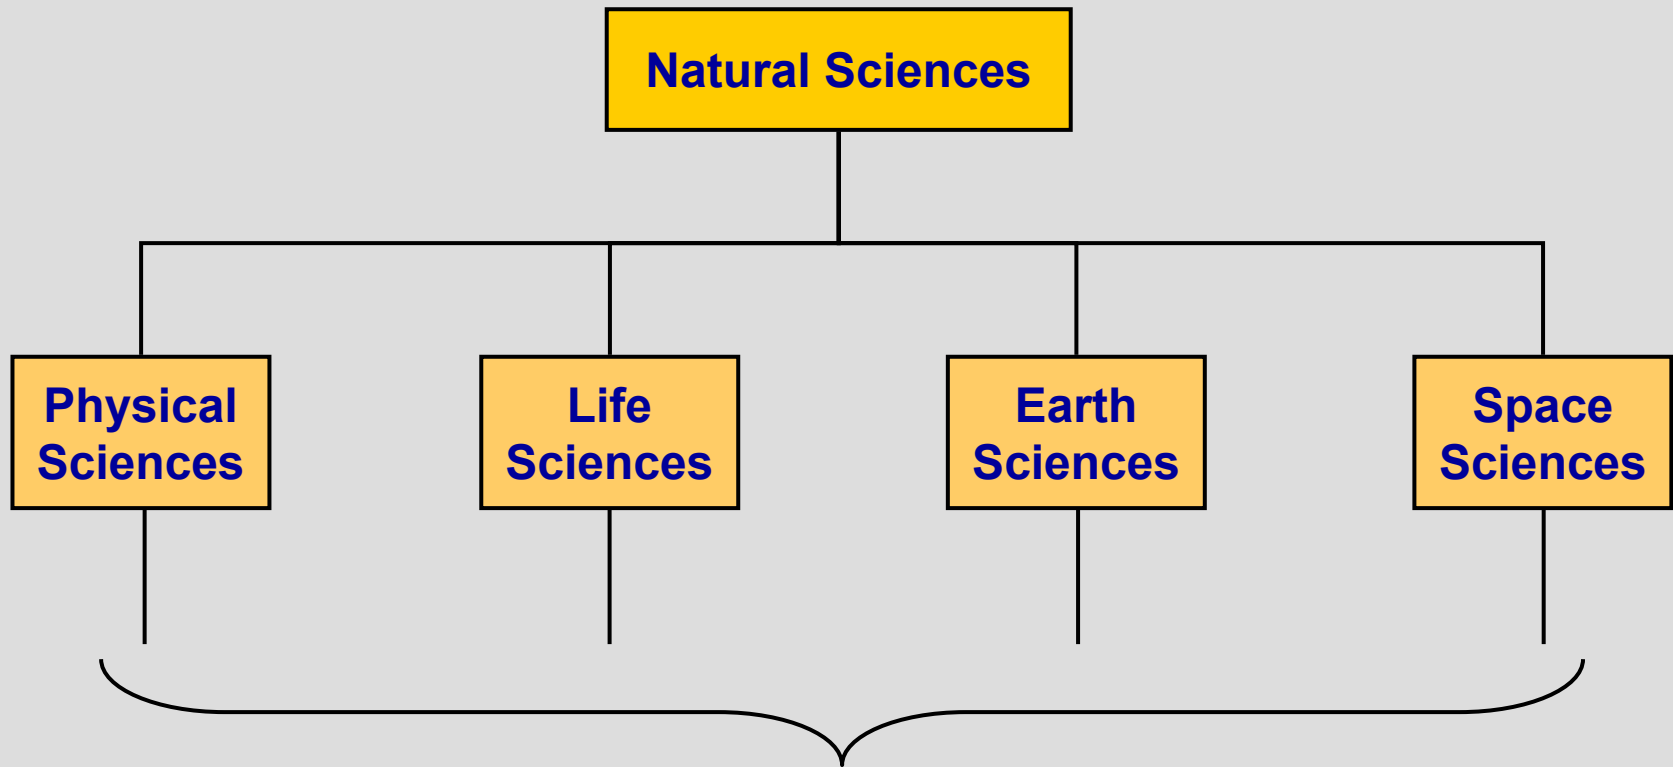 Natural Sciences
Physical
Sciences
Life
Sciences
Earth
Sciences
Space
Sciences